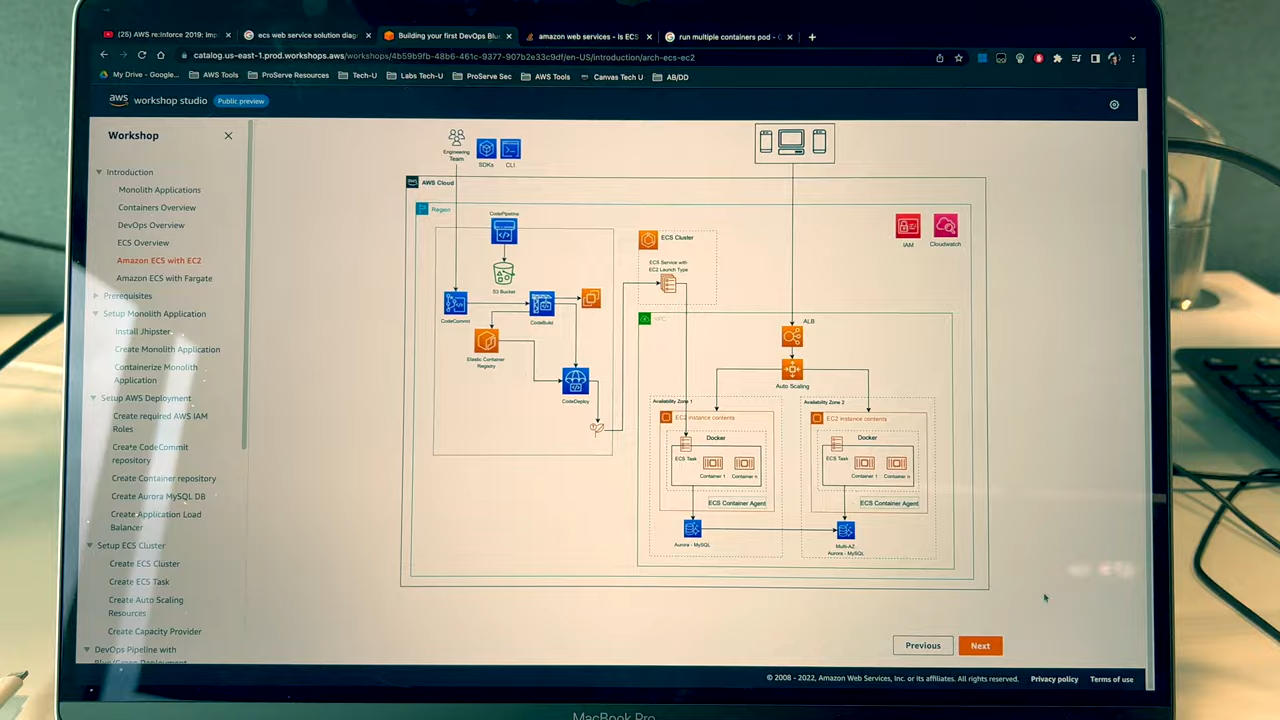 (25) AWS re:Inforce 2019: Imp
ecs web service solution diag
Building your first DevOps Blu
amazon web services - is ECS
run multiple containers pod -
catalog.us-east-1.prod.workshops.aws/workshops/4b59b9fb-48b6-461c-9377-907b2e33c9df/en-US/introduction/arch-ecs-ec2
My Drive - Google...
AWS Tools
ProServe Resources
Tech-U
Labs Tech-U
ProServe Sec
AWS Tools
Canvas Tech U
AB/DD
aws workshop studio
Public preview
Workshop
Introduction
Monolith Applications
Containers Overview
DevOps Overview
ECS Overview
Amazon ECS with EC2
Amazon ECS with Fargate
Prerequisites
Setup Monolith Application
Install Jhipster
Create Monolith Application
Containerize Monolith
Application
Setup AWS Deployment
Create required AWS IAM
Roles
Create CodeCommit
repository
Create Container repository
Create Aurora MySQL DB
Create Application Load
Balancer
Setup ECS Cluster
Create ECS Cluster
Create ECS Task
Create Auto Scaling
Resources
Create Capacity Provider
DevOps Pipeline with
Blue/Green Deployment
Engineering
Team
SDKs
CLI
AWS Cloud
Region
CodePipeline
S3 Bucket
CodeCommit
CodeBuild
Elastic Container
Registry
CodeDeploy
ECS Cluster
ECS Service with
EC2 Launch Type
IAM
Cloudwatch
VPC
ALB
Auto Scaling
Availability Zone 1
EC2 instance contents
Docker
ECS Task
Container 1
Container n
ECS Container Agent
Aurora - MySQL
Availability Zone 2
EC2 instance contents
Docker
ECS Task
Container 1
Container n
ECS Container Agent
Multi-AZ
Aurora - MySQL
Previous
Next
© 2008 - 2022, Amazon Web Services, Inc. or its affiliates. All rights reserved.
Privacy policy
Terms of use
MacBook Pro